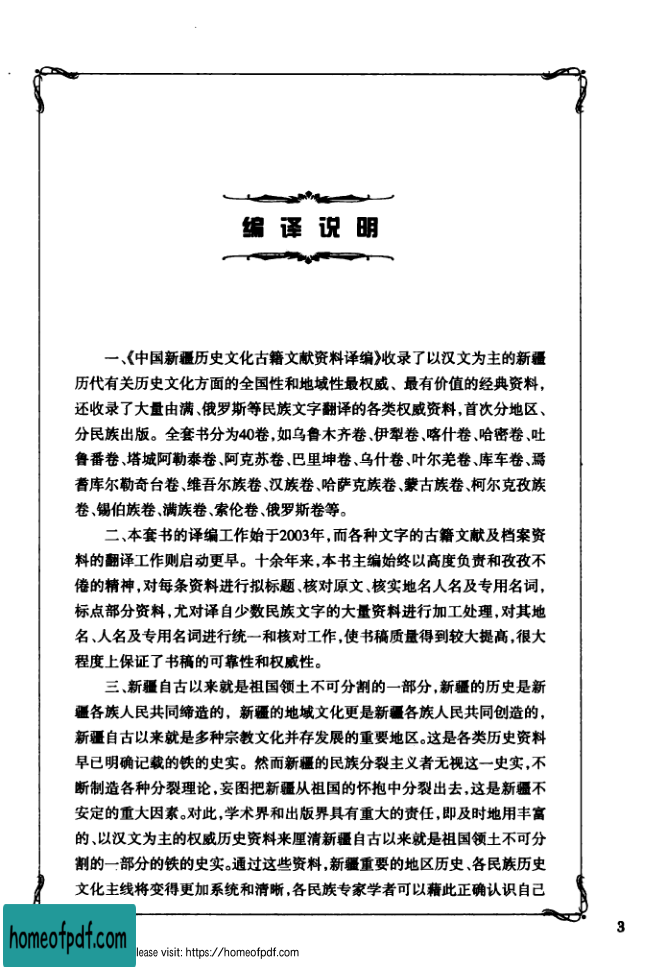 编译说明
一、《中国新疆历史文化古籍文献资料译编》收录了以汉文为主的新疆
历代有关历史文化方面的全国性和地域性最权威、最有价值的经典资料，
还收录了大量由满、俄罗斯等民族文字翻译的各类权威资料，首次分地区、
分民族出版。全套书分为40卷，如乌鲁木齐卷、伊犁卷、喀什卷、哈密卷、吐
鲁番卷、塔城阿勒泰卷、阿克苏卷、巴里坤卷、乌什卷、叶尔羌卷、库车卷、焉
耆库尔勒奇台卷、维吾尔族卷、汉族卷、哈萨克族卷、蒙古族卷、柯尔克孜族
卷、锡伯族卷、满族卷、索伦卷、俄罗斯卷等。
二、本套书的译编工作始于2003年，而各种文字的古籍文献及档案资
料的翻译工作则启动更早。十余年来，本书主编始终以高度负责和孜孜不
倦的精神，对每条资料进行拟标题、核对原文、核实地名人名及专用名词，
标点部分资料，尤对译自少数民族文字的大量资料进行加工处理，对其地
名、人名及专用名词进行统一和核对工作，使书稿质量得到较大提高，很大
程度上保证了书稿的可靠性和权威性。
三、新疆自古以来就是祖国领土不可分割的一部分，新疆的历史是新
疆各族人民共同缔造的，新疆的地域文化更是新疆各族人民共同创造的，
新疆自古以来就是多种宗教文化并存发展的重要地区。这是各类历史资料
早已明确记载的铁的史实。然而新疆的民族分裂主义者无视这一史实，不
断制造各种分裂理论，妄图把新疆从祖国的怀抱中分裂出去，这是新疆不
安定的重大因素。对此，学术界和出版界具有重大的责任，即及时地用丰富
的、以汉文为主的权威历史资料来厘清新疆自古以来就是祖国领土不可分
割的一部分的铁的史实。通过这些资料，新疆重要的地区历史、各民族历史
文化主线将变得更加系统和清晰，各民族专家学者可以藉此正确认识自己
3
homeofpdf.com
lease visit: https://homeofpdf.com